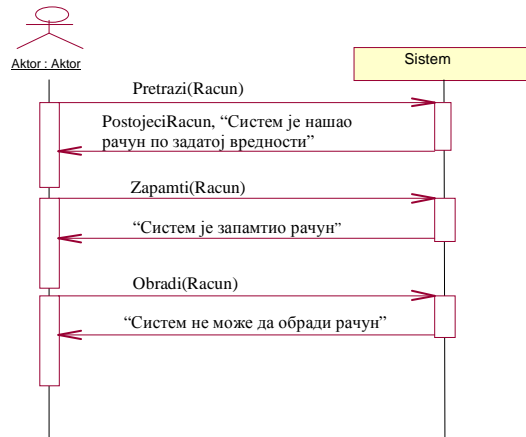 Aktor : Aktor
Sistem
Pretrazi(Racun)
PostojeciRacun, “Систем је нашао
рачун по задатој вредности”
Zapamti(Racun)
“Систем је запамтио рачун”
Obradi(Racun)
“Систем не може да обради рачун”